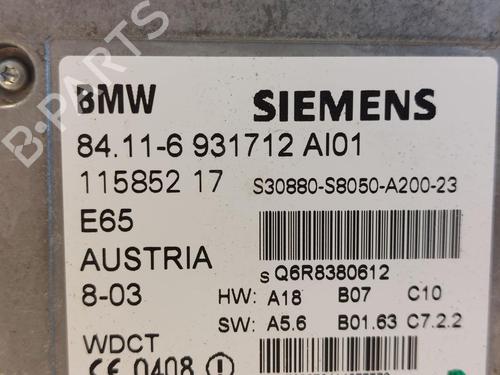 BMW SIEMENS
84.11-6 931712 AI01
115852 17 S30880-S8050-A200-23
E65
AUSTRIA S Q6R8380612
8-03 HW: A18 B07 C10
SW: A5.6 B01.63 C7.2.2
WDCT
CE 0408
B-PARTS